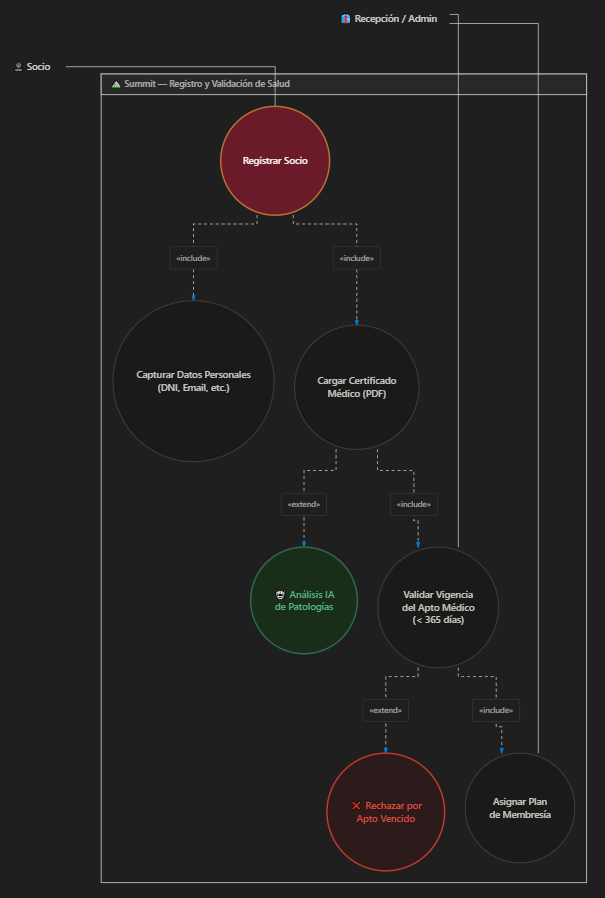 Recepción / Admin
Socio
Summit — Registro y Validación de Salud
Registrar Socio
«include»
«include»
Capturar Datos Personales
(DNI, Email, etc.)
Cargar Certificado
Médico (PDF)
«extend»
«include»
Análisis IA
de Patologías
Validar Vigencia
del Apto Médico
(< 365 días)
«extend»
«include»
Rechazar por
Apto Vencido
Asignar Plan
de Membresía